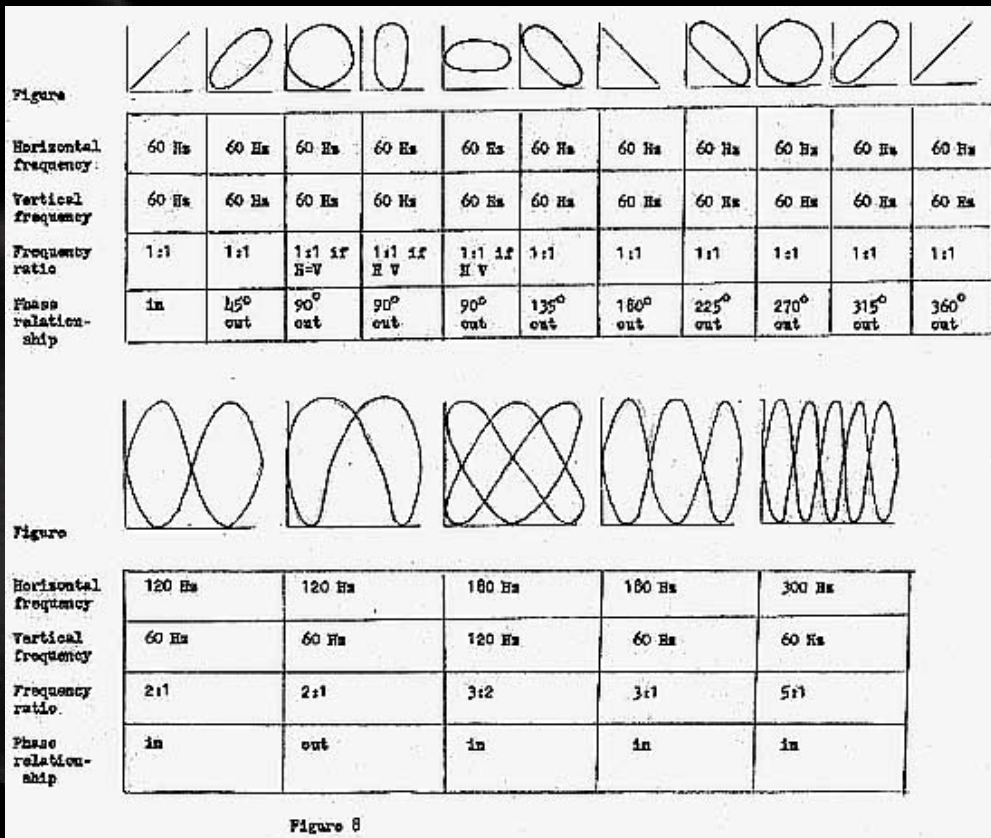 Figure
Horizontal frequency: 60 Hz 60 Hz 60 Hz 60 Hz 60 Hz 60 Hz 60 Hz 60 Hz 60 Hz 60 Hz 60 Hz
Vertical frequency 60 Hz 60 Hz 60 Hz 60 Hz 60 Hz 60 Hz 60 Hz 60 Hz 60 Hz 60 Hz 60 Hz
Frequency ratio 1:1 1:1 1:1 if H=V 1:1 if H V 1:1 if H V 1:1 1:1 1:1 1:1 1:1 1:1
Phase relation-ship in 45° out 90° out 90° out 90° out 135° out 180° out 225° out 270° out 315° out 360° out
Figure
Horizontal frequency 120 Hz 120 Hz 180 Hz 180 Hz 300 Hz
Vertical frequency 60 Hz 60 Hz 120 Hz 60 Hz 60 Hz
Frequency ratio. 2:1 2:1 3:2 3:1 5:1
Phase relation-ship in out in in in
Figure 8